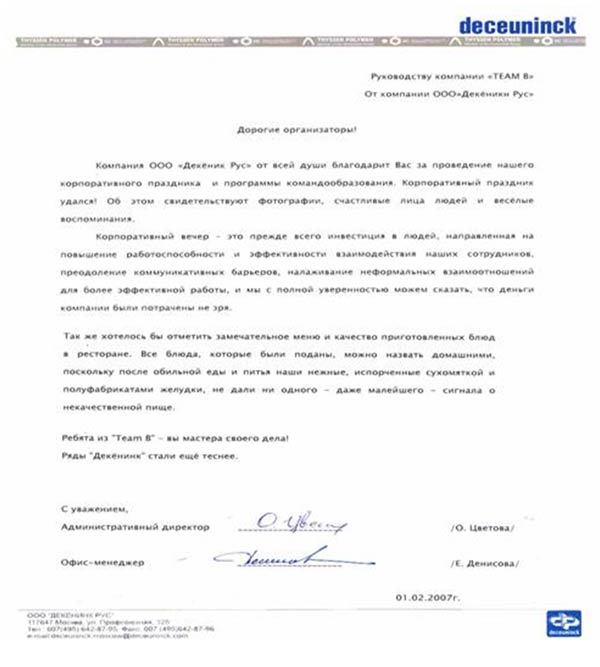 deceuninck
THYSSEN POLYMER
Руководству компании «TEAM 8»
От компании ООО»Декёникн Рус»
Дорогие организаторы!
Компания ООО «Декёник Рус» от всей души благодарит Вас за проведение нашего
корпоративного праздника и программы командообразования. Корпоративный праздник
удался! Об этом свидетельствуют фотографии, счастливые лица людей и весёлые
воспоминания.
Корпоративный вечер – это прежде всего инвестиция в людей, направленная на
повышение работоспособности и эффективности взаимодействия наших сотрудников,
преодоление коммуникативных барьеров, налаживание неформальных взаимоотношений
для более эффективной работы, и мы с полной уверенностью можем сказать, что деньги
компании были потрачены не зря.
Так же хотелось бы отметить замечательное меню и качество приготовленных блюд
в ресторане. Все блюда, которые были поданы, можно назвать домашними,
поскольку после обильной еды и питья наши нежные, испорченные сухомяткой и
полуфабрикатами желудки, не дали ни одного – даже малейшего – сигнала о
некачественной пище.
Ребята из "Team 8" – вы мастера своего дела!
Ряды "Декёнинк" стали ещё теснее.
С уважением,
Административный директор /О. Цветова/
Офис-менеджер /Е. Денисова/
01.02.2007г.
ООО "ДЕКЁНИНК РУС"
117647 Москва, ул. Профсоюзная, 125
Тел.: 007(495) 642-87-95, Факс: 007 (495)642-87-96
e-mail:deceuninck.moscow@deceuninck.com
deceuninck